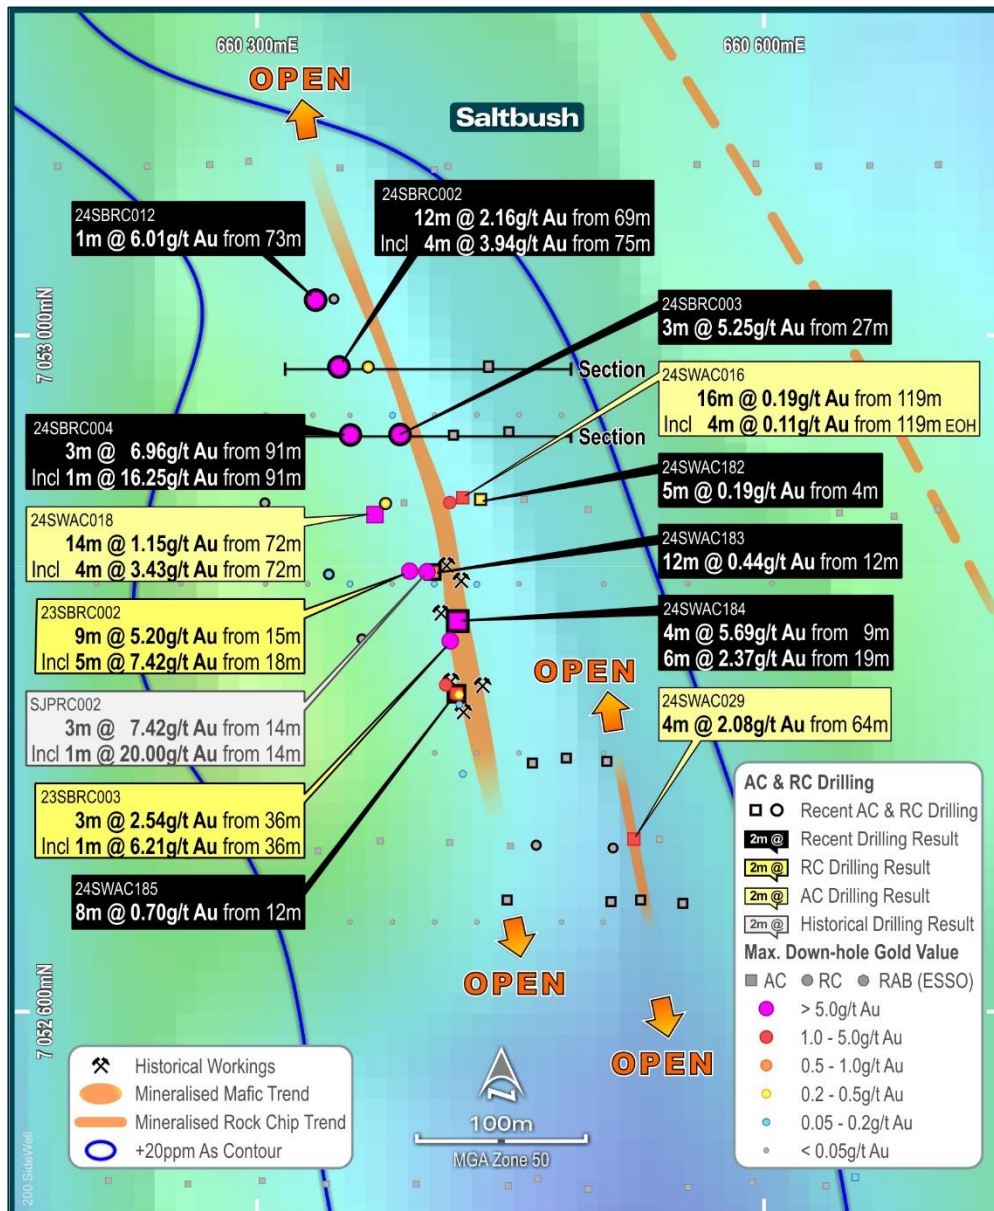 660 300mE
660 600mE
OPEN
Saltbush
24SBRC002
12m @ 2.16g/t Au from 69m
Incl 4m @ 3.94g/t Au from 75m
24SBRC012
1m @ 6.01g/t Au from 73m
7 053 000mN
24SBRC003
3m @ 5.25g/t Au from 27m
Section
24SWAC016
16m @ 0.19g/t Au from 119m
Incl 4m @ 0.11g/t Au from 119m EOH
Section
24SBRC004
3m @ 6.96g/t Au from 91m
Incl 1m @ 16.25g/t Au from 91m
24SWAC182
5m @ 0.19g/t Au from 4m
24SWAC018
14m @ 1.15g/t Au from 72m
Incl 4m @ 3.43g/t Au from 72m
24SWAC183
12m @ 0.44g/t Au from 12m
23SBRC002
9m @ 5.20g/t Au from 15m
Incl 5m @ 7.42g/t Au from 18m
24SWAC184
4m @ 5.69g/t Au from 9m
6m @ 2.37g/t Au from 19m
OPEN
SJPRC002
3m @ 7.42g/t Au from 14m
Incl 1m @ 20.00g/t Au from 14m
24SWAC029
4m @ 2.08g/t Au from 64m
23SBRC003
3m @ 2.54g/t Au from 36m
Incl 1m @ 6.21g/t Au from 36m
24SWAC185
8m @ 0.70g/t Au from 12m
OPEN
OPEN
7 052 600mN
AC & RC Drilling
Recent AC & RC Drilling
2m @ Recent Drilling Result
2m @ RC Drilling Result
2m @ AC Drilling Result
2m @ Historical Drilling Result
Max. Down-hole Gold Value
AC RC RAB (ESSO)
> 5.0g/t Au
1.0 - 5.0g/t Au
0.5 - 1.0g/t Au
0.2 - 0.5g/t Au
0.05 - 0.2g/t Au
< 0.05g/t Au
Historical Workings
Mineralised Mafic Trend
Mineralised Rock Chip Trend
+20ppm As Contour
N
100m
MGA Zone 50
200 SideWell